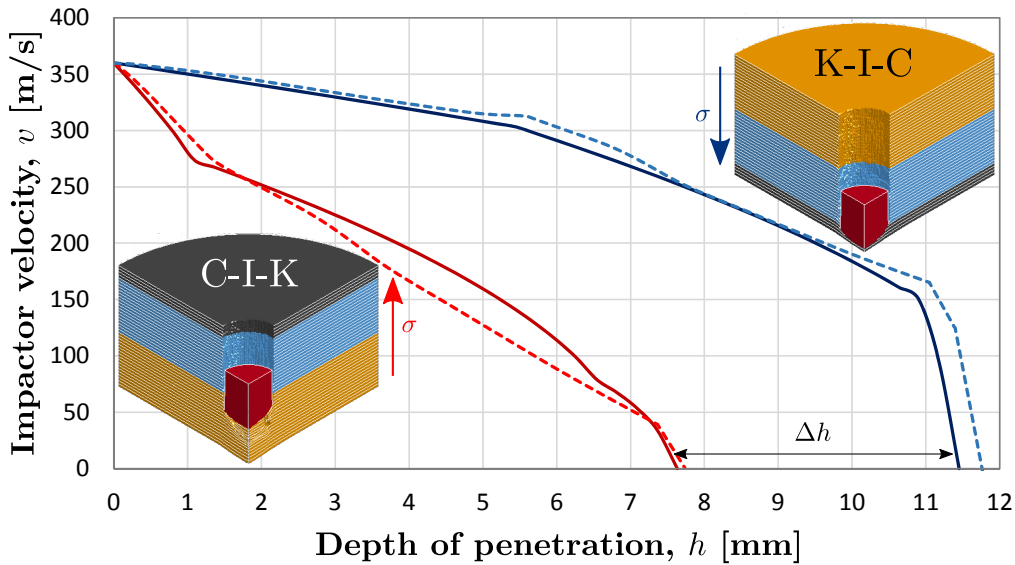 400
350
300
250
200
150
100
50
0
Impactor velocity, v [m/s]
K-I-C
σ
C-I-K
σ
Δh
0 1 2 3 4 5 6 7 8 9 10 11 12
Depth of penetration, h [mm]